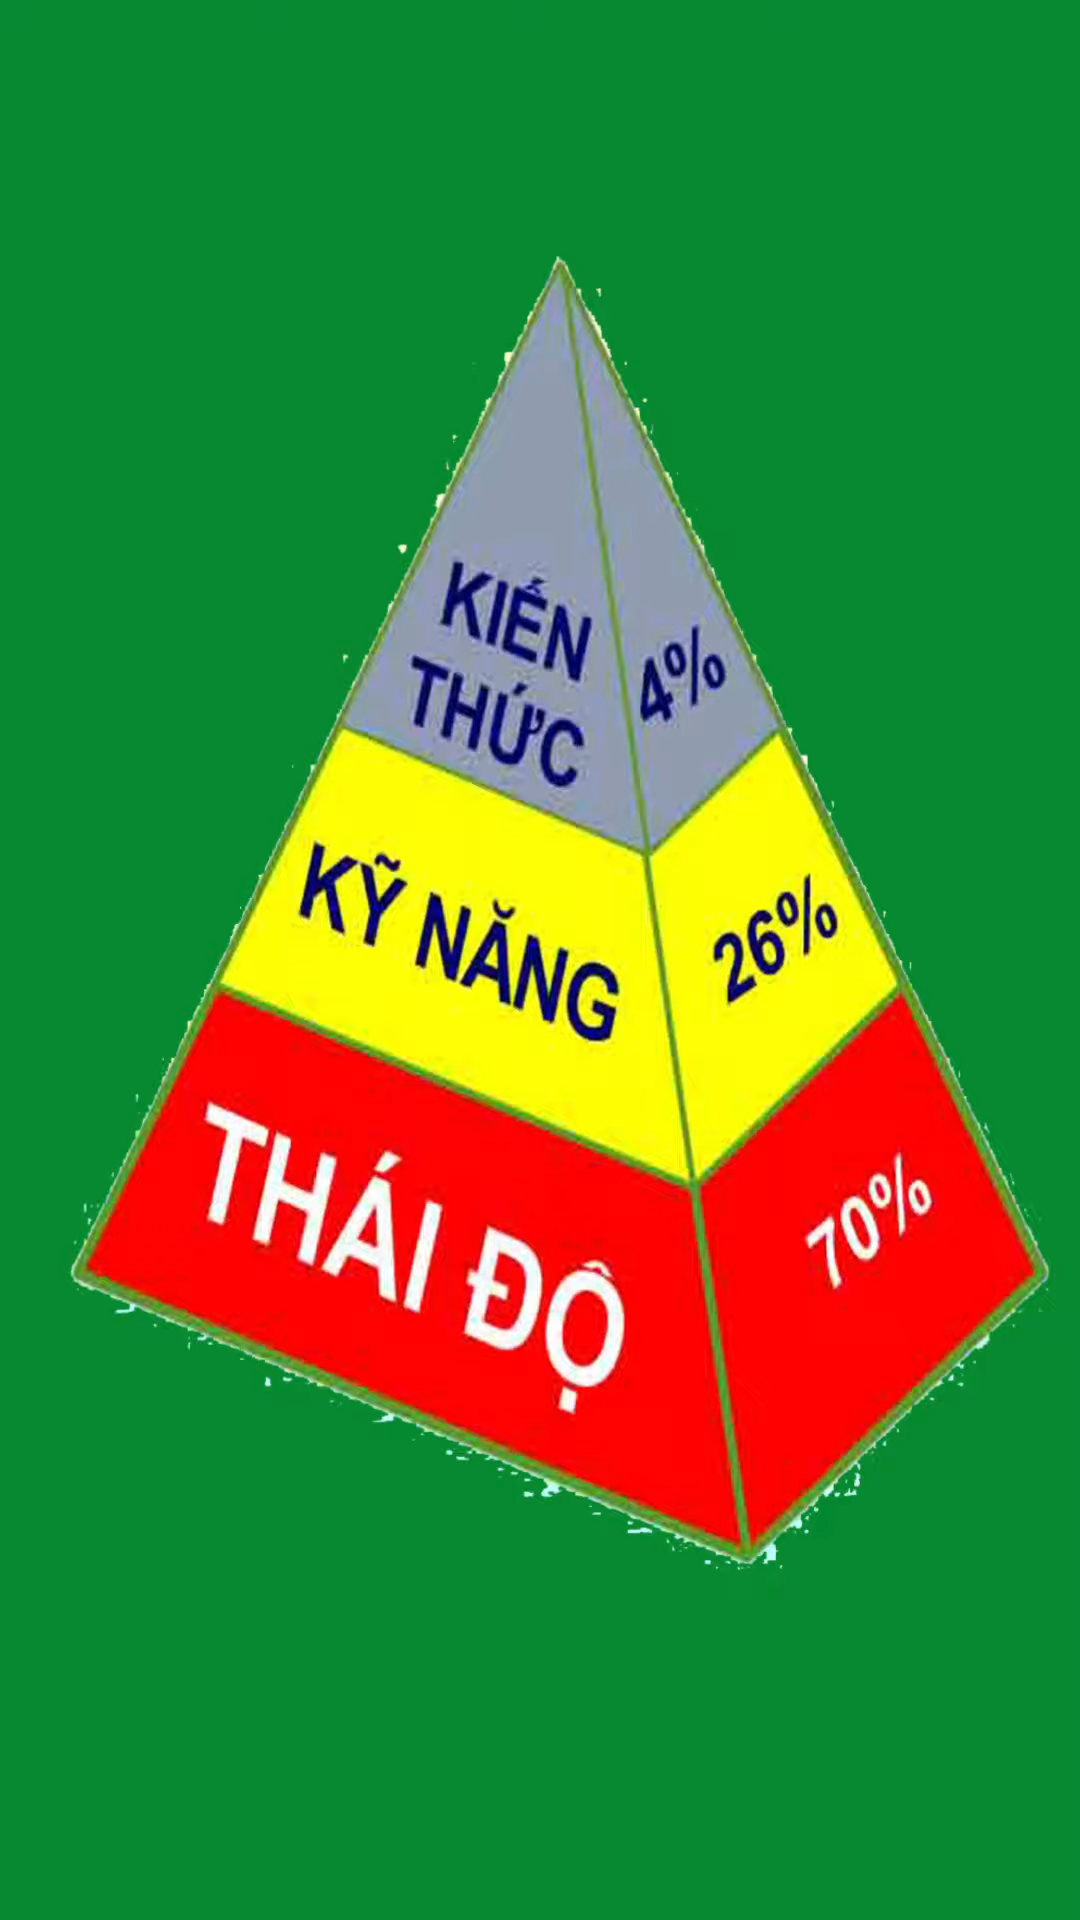 KIẾN
THỨC
4%
KỸ NĂNG
26%
THÁI ĐỘ
70%